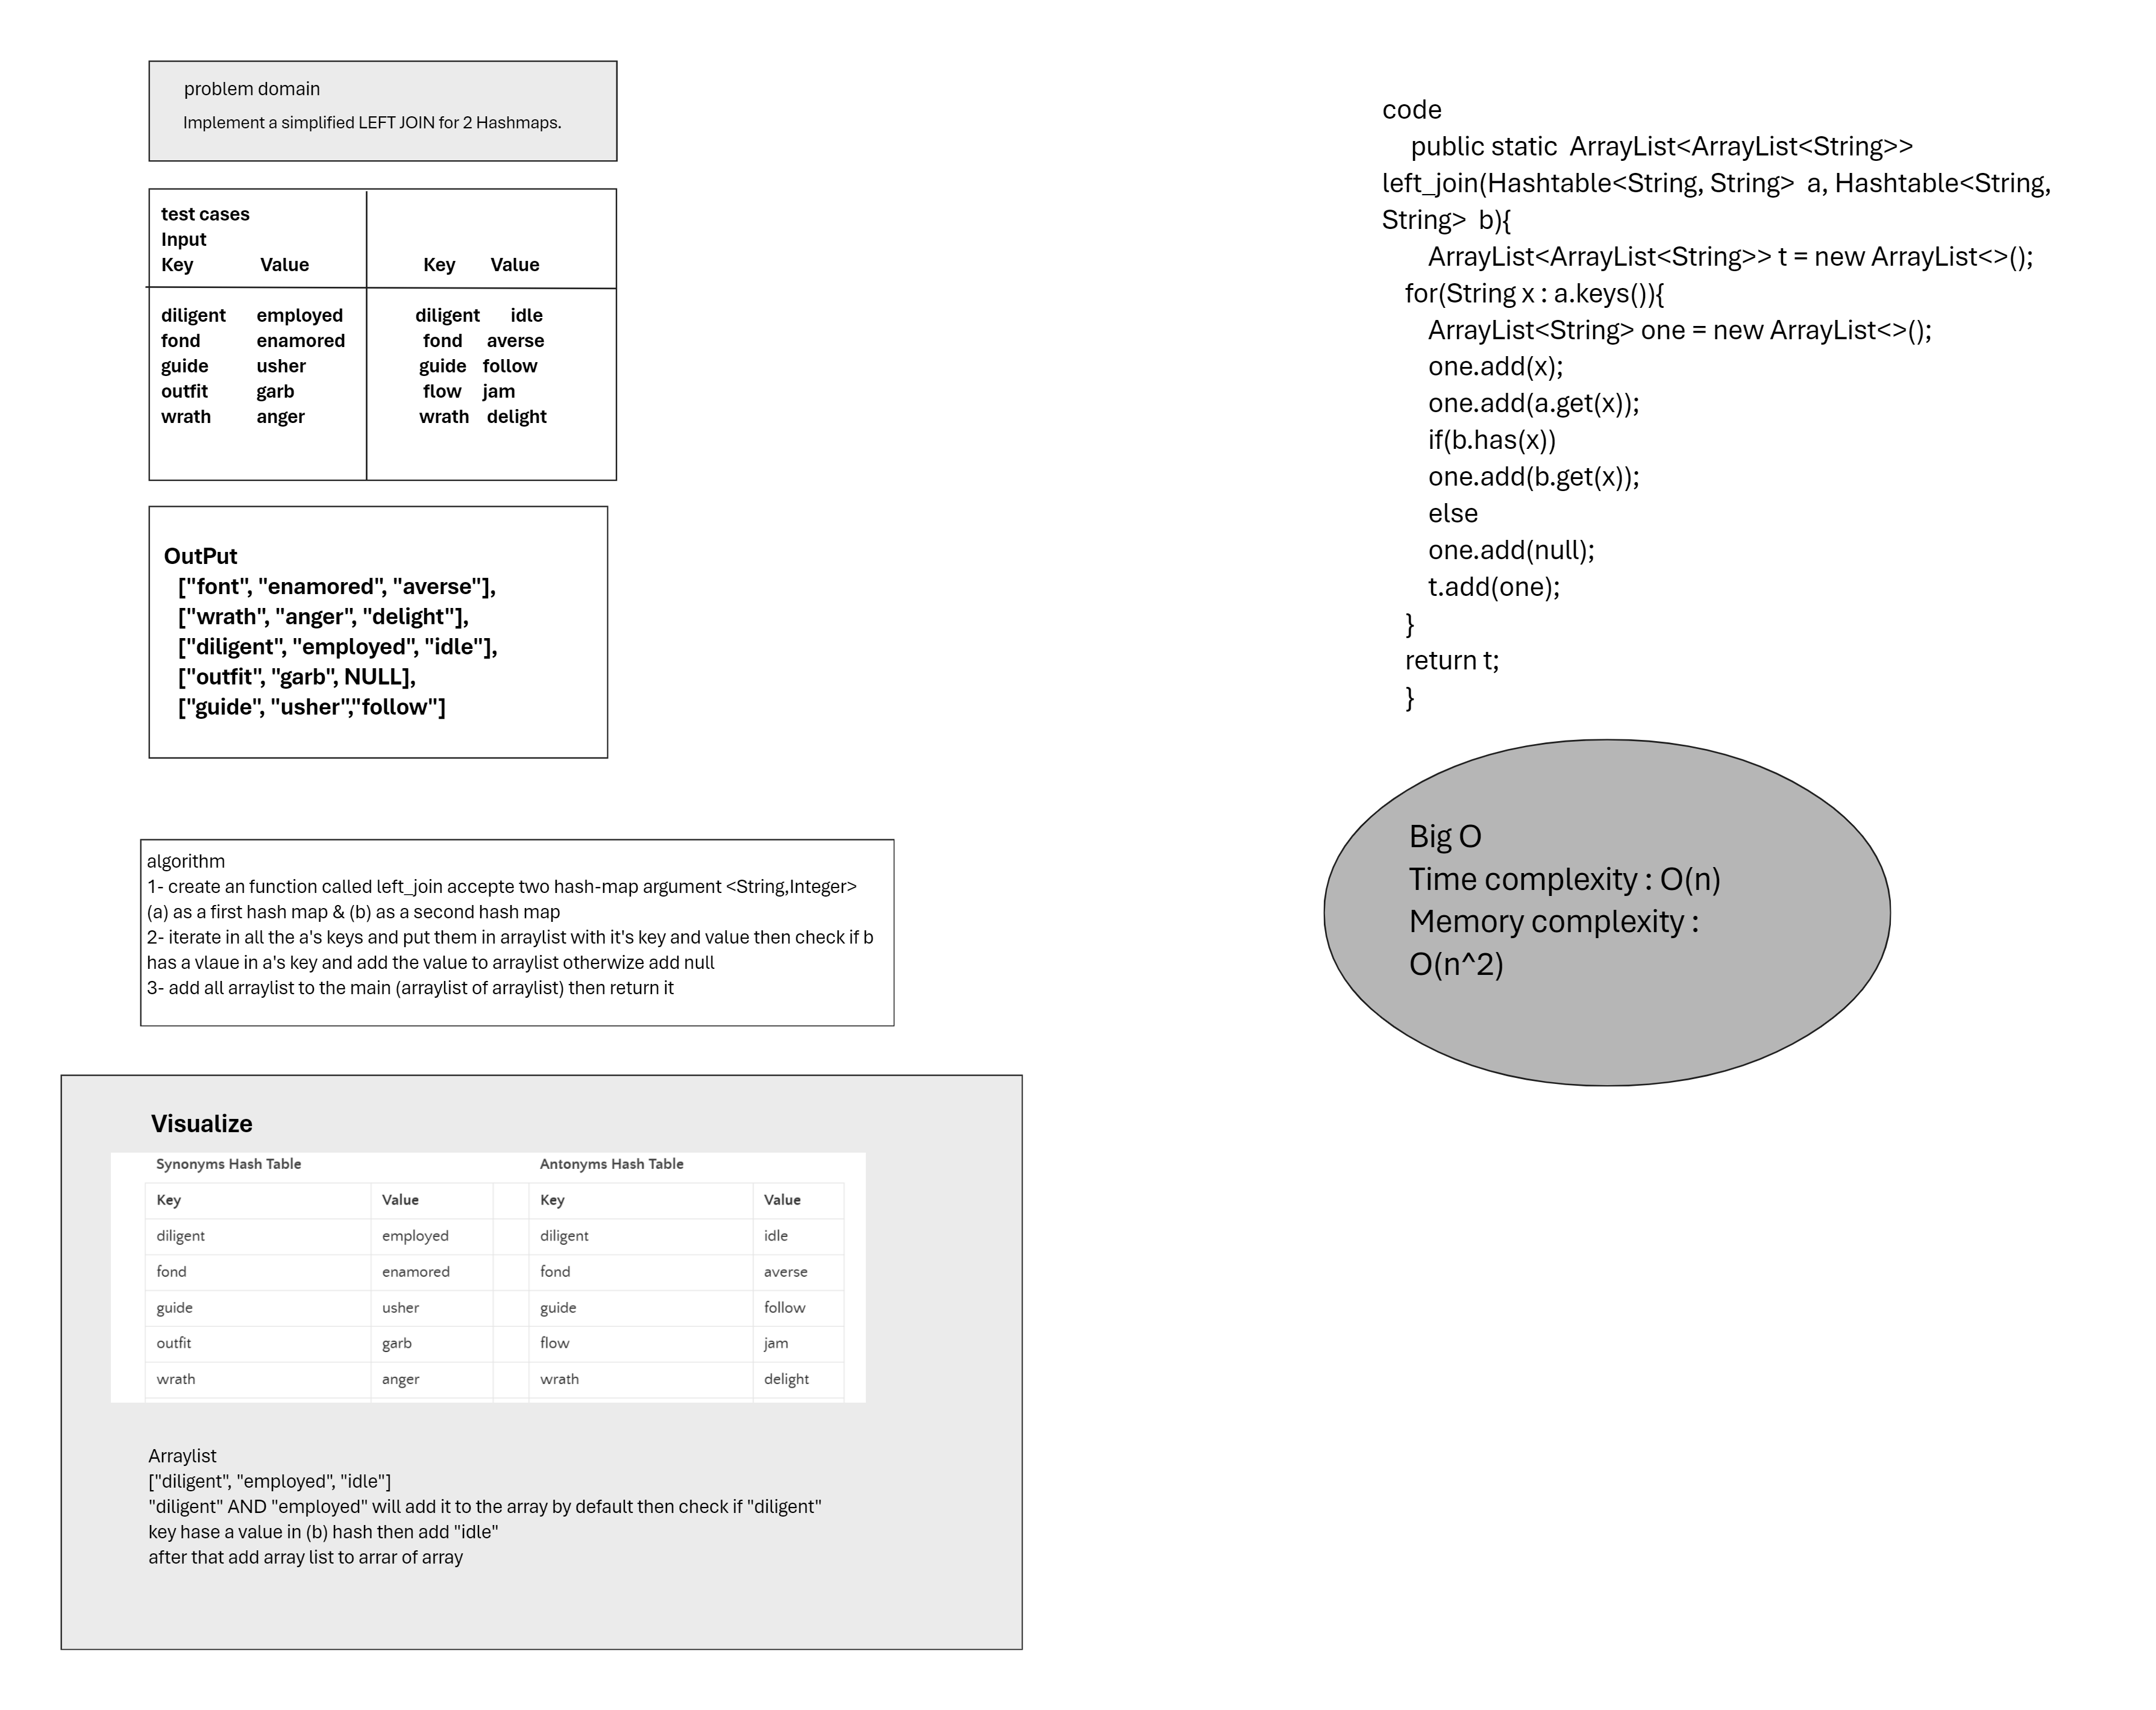 problem domain
Implement a simplified LEFT JOIN for 2 Hashmaps.
test cases
Input
Key Value Key Value
diligent employed diligent idle
fond enamored fond averse
guide usher guide follow
outfit garb flow jam
wrath anger wrath delight
OutPut
["font", "enamored", "averse"],
["wrath", "anger", "delight"],
["diligent", "employed", "idle"],
["outfit", "garb", NULL],
["guide", "usher","follow"]
algorithm
1- create an function called left_join accepte two hash-map argument <String,Integer>
(a) as a first hash map & (b) as a second hash map
2- iterate in all the a's keys and put them in arraylist with it's key and value then check if b
has a vlaue in a's key and add the value to arraylist otherwize add null
3- add all arraylist to the main (arraylist of arraylist) then return it
Visualize
Synonyms Hash Table Antonyms Hash Table
Key Value Key Value
diligent employed diligent idle
fond enamored fond averse
guide usher guide follow
outfit garb flow jam
wrath anger wrath delight
Arraylist
["diligent", "employed", "idle"]
"diligent" AND "employed" will add it to the array by default then check if "diligent"
key hase a value in (b) hash then add "idle"
after that add array list to arrar of array
code
public static ArrayList<ArrayList<String>>
left_join(Hashtable<String, String> a, Hashtable<String,
String> b){
ArrayList<ArrayList<String>> t = new ArrayList<>();
for(String x : a.keys()){
ArrayList<String> one = new ArrayList<>();
one.add(x);
one.add(a.get(x));
if(b.has(x))
one.add(b.get(x));
else
one.add(null);
t.add(one);
}
return t;
}
Big O
Time complexity : O(n)
Memory complexity :
O(n^2)